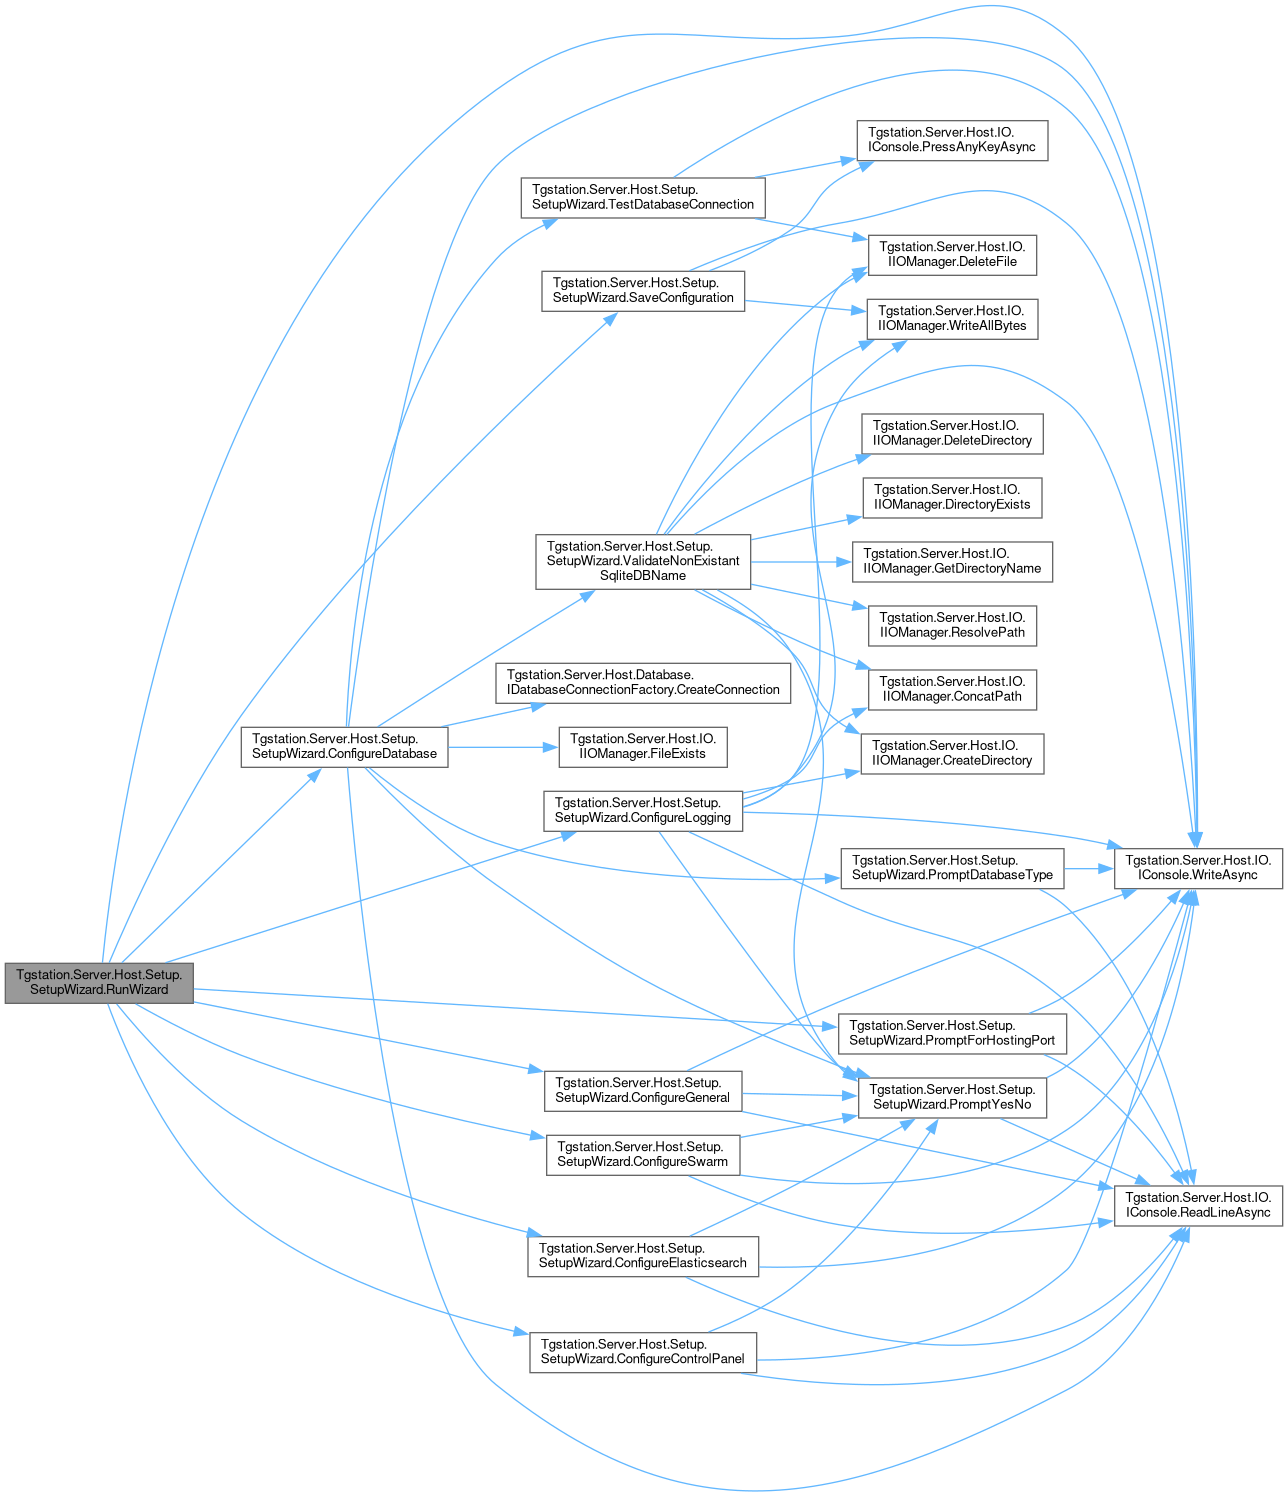 Tgstation.Server.Host.IO.
IConsole.PressAnyKeyAsync
Tgstation.Server.Host.Setup.
SetupWizard.TestDatabaseConnection
Tgstation.Server.Host.IO.
IIOManager.DeleteFile
Tgstation.Server.Host.Setup.
SetupWizard.SaveConfiguration
Tgstation.Server.Host.IO.
IIOManager.WriteAllBytes
Tgstation.Server.Host.IO.
IIOManager.DeleteDirectory
Tgstation.Server.Host.IO.
IIOManager.DirectoryExists
Tgstation.Server.Host.Setup.
SetupWizard.ValidateNonExistant
SqliteDBName
Tgstation.Server.Host.IO.
IIOManager.GetDirectoryName
Tgstation.Server.Host.IO.
IIOManager.ResolvePath
Tgstation.Server.Host.Database.
IDatabaseConnectionFactory.CreateConnection
Tgstation.Server.Host.IO.
IIOManager.ConcatPath
Tgstation.Server.Host.Setup.
SetupWizard.ConfigureDatabase
Tgstation.Server.Host.IO.
IIOManager.FileExists
Tgstation.Server.Host.IO.
IIOManager.CreateDirectory
Tgstation.Server.Host.Setup.
SetupWizard.ConfigureLogging
Tgstation.Server.Host.Setup.
SetupWizard.PromptDatabaseType
Tgstation.Server.Host.IO.
IConsole.WriteAsync
Tgstation.Server.Host.Setup.
SetupWizard.RunWizard
Tgstation.Server.Host.Setup.
SetupWizard.PromptForHostingPort
Tgstation.Server.Host.Setup.
SetupWizard.ConfigureGeneral
Tgstation.Server.Host.Setup.
SetupWizard.PromptYesNo
Tgstation.Server.Host.Setup.
SetupWizard.ConfigureSwarm
Tgstation.Server.Host.IO.
IConsole.ReadLineAsync
Tgstation.Server.Host.Setup.
SetupWizard.ConfigureElasticsearch
Tgstation.Server.Host.Setup.
SetupWizard.ConfigureControlPanel